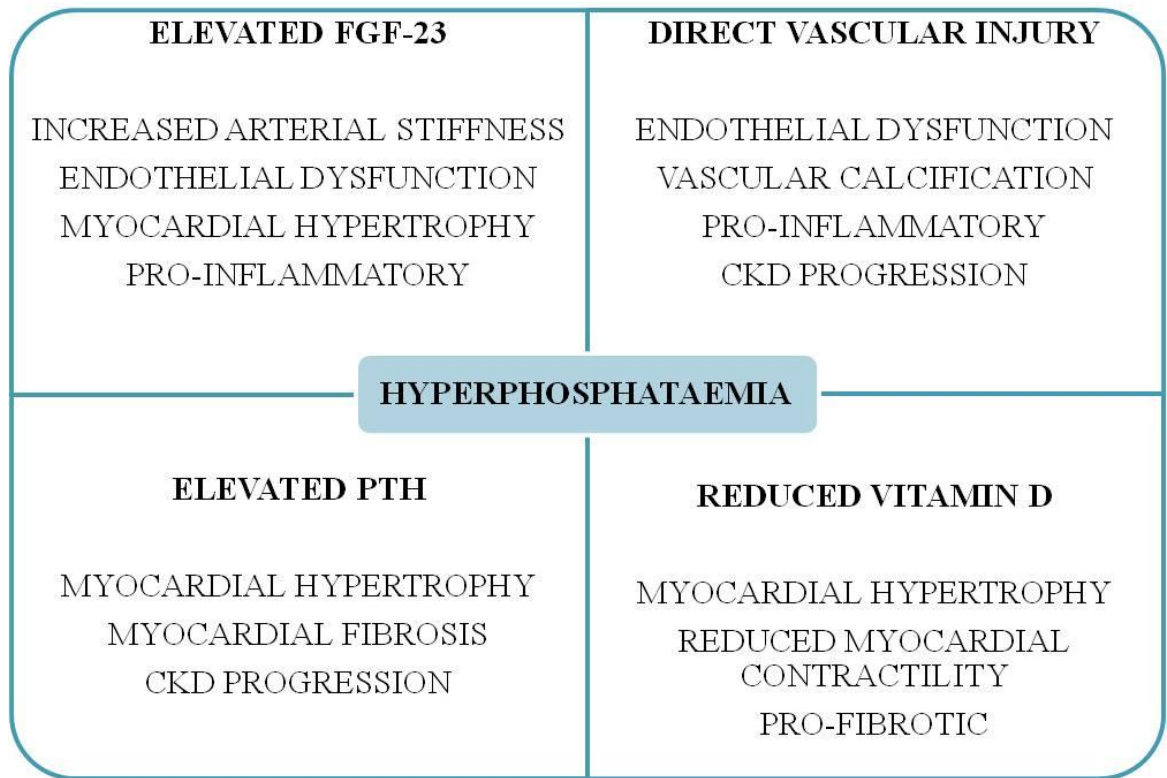 ELEVATED FGF-23
INCREASED ARTERIAL STIFFNESS
ENDOTHELIAL DYSFUNCTION
MYOCARDIAL HYPERTROPHY
PRO-INFLAMMATORY
DIRECT VASCULAR INJURY
ENDOTHELIAL DYSFUNCTION
VASCULAR CALCIFICATION
PRO-INFLAMMATORY
CKD PROGRESSION
HYPERPHOSPHATAEMIA
ELEVATED PTH
MYOCARDIAL HYPERTROPHY
MYOCARDIAL FIBROSIS
CKD PROGRESSION
REDUCED VITAMIN D
MYOCARDIAL HYPERTROPHY
REDUCED MYOCARDIAL
CONTRACTILITY
PRO-FIBROTIC